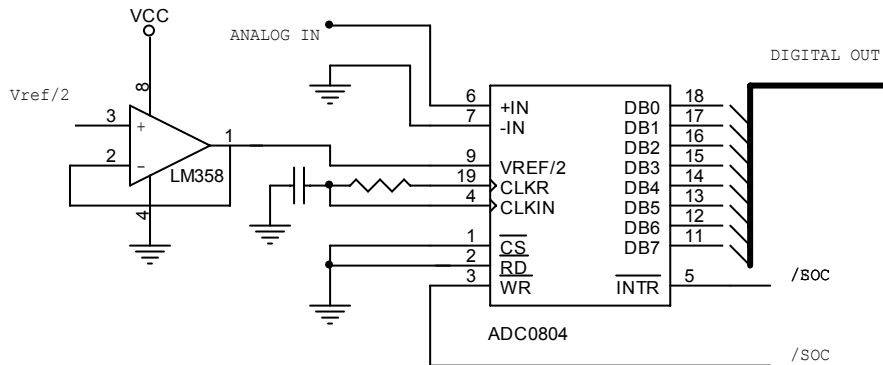 VCC
ANALOG IN
DIGITAL OUT
Vref/2
8
3
+
2
-
1
LM358
4
6 +IN DB0 18
7 -IN DB1 17
DB2 16
9 VREF/2 DB3 15
19 CLKR DB4 14
4 CLKIN DB5 13
DB6 12
1 CS DB7 11
2 RD
3 WR INTR 5
/SOC
ADC0804
/SOC